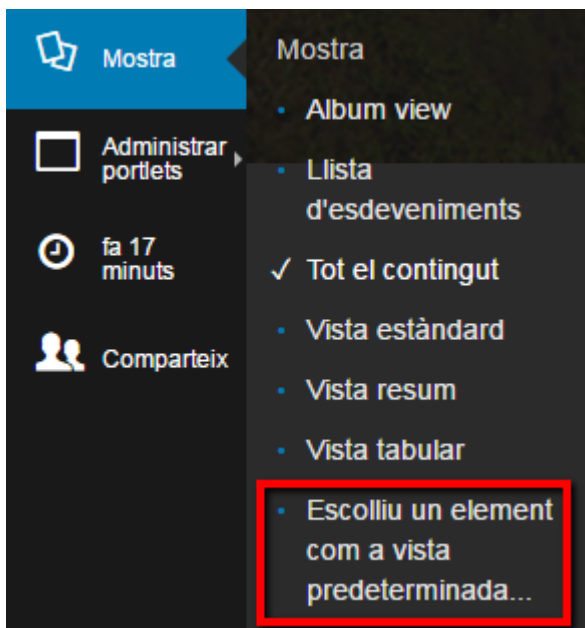 Mostra
Administrar
portlets
fa 17
minuts
Comparteix
Mostra
Album view
Llista
d'esdeveniments
Tot el contingut
Vista estàndard
Vista resum
Vista tabular
Escolliu un element
com a vista
predeterminada...